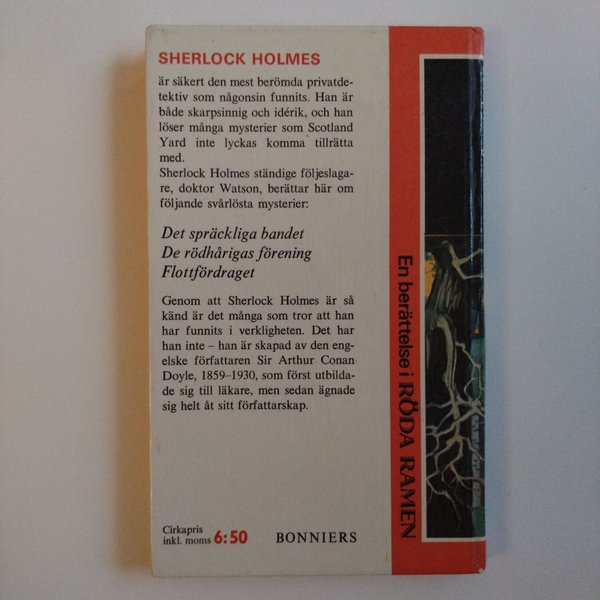 SHERLOCK HOLMES
är säkert den mest berömda privatde-
tektiv som någonsin funnits. Han är
både skarpsinnig och idérik, och han
löser många mysterier som Scotland
Yard inte lyckas komma tillrätta
med.
Sherlock Holmes ständige följeslaga-
re, doktor Watson, berättar här om
följande svårlösta mysterier:
Det spräckliga bandet
De rödhårigas förening
Flottfördraget
Genom att Sherlock Holmes är så
känd är det många som tror att han
har funnits i verkligheten. Det har
han inte – han är skapad av den eng-
elske författaren Sir Arthur Conan
Doyle, 1859–1930, som först utbilda-
de sig till läkare, men sedan ägnade
sig helt åt sitt författarskap.
Cirkapris
inkl. moms 6:50
BONNIERS
En berättelse i RÖDA RAMEN